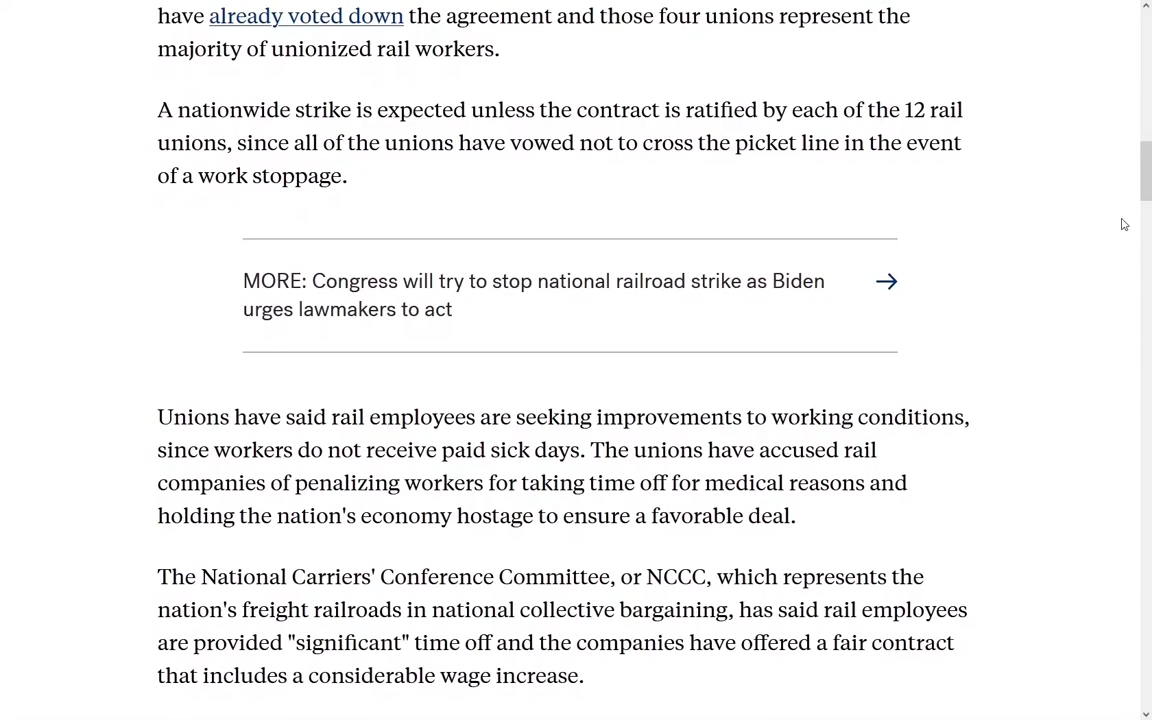 have already voted down the agreement and those four unions represent the
majority of unionized rail workers.
A nationwide strike is expected unless the contract is ratified by each of the 12 rail
unions, since all of the unions have vowed not to cross the picket line in the event
of a work stoppage.
MORE: Congress will try to stop national railroad strike as Biden
urges lawmakers to act
Unions have said rail employees are seeking improvements to working conditions,
since workers do not receive paid sick days. The unions have accused rail
companies of penalizing workers for taking time off for medical reasons and
holding the nation's economy hostage to ensure a favorable deal.
The National Carriers' Conference Committee, or NCCC, which represents the
nation's freight railroads in national collective bargaining, has said rail employees
are provided "significant" time off and the companies have offered a fair contract
that includes a considerable wage increase.